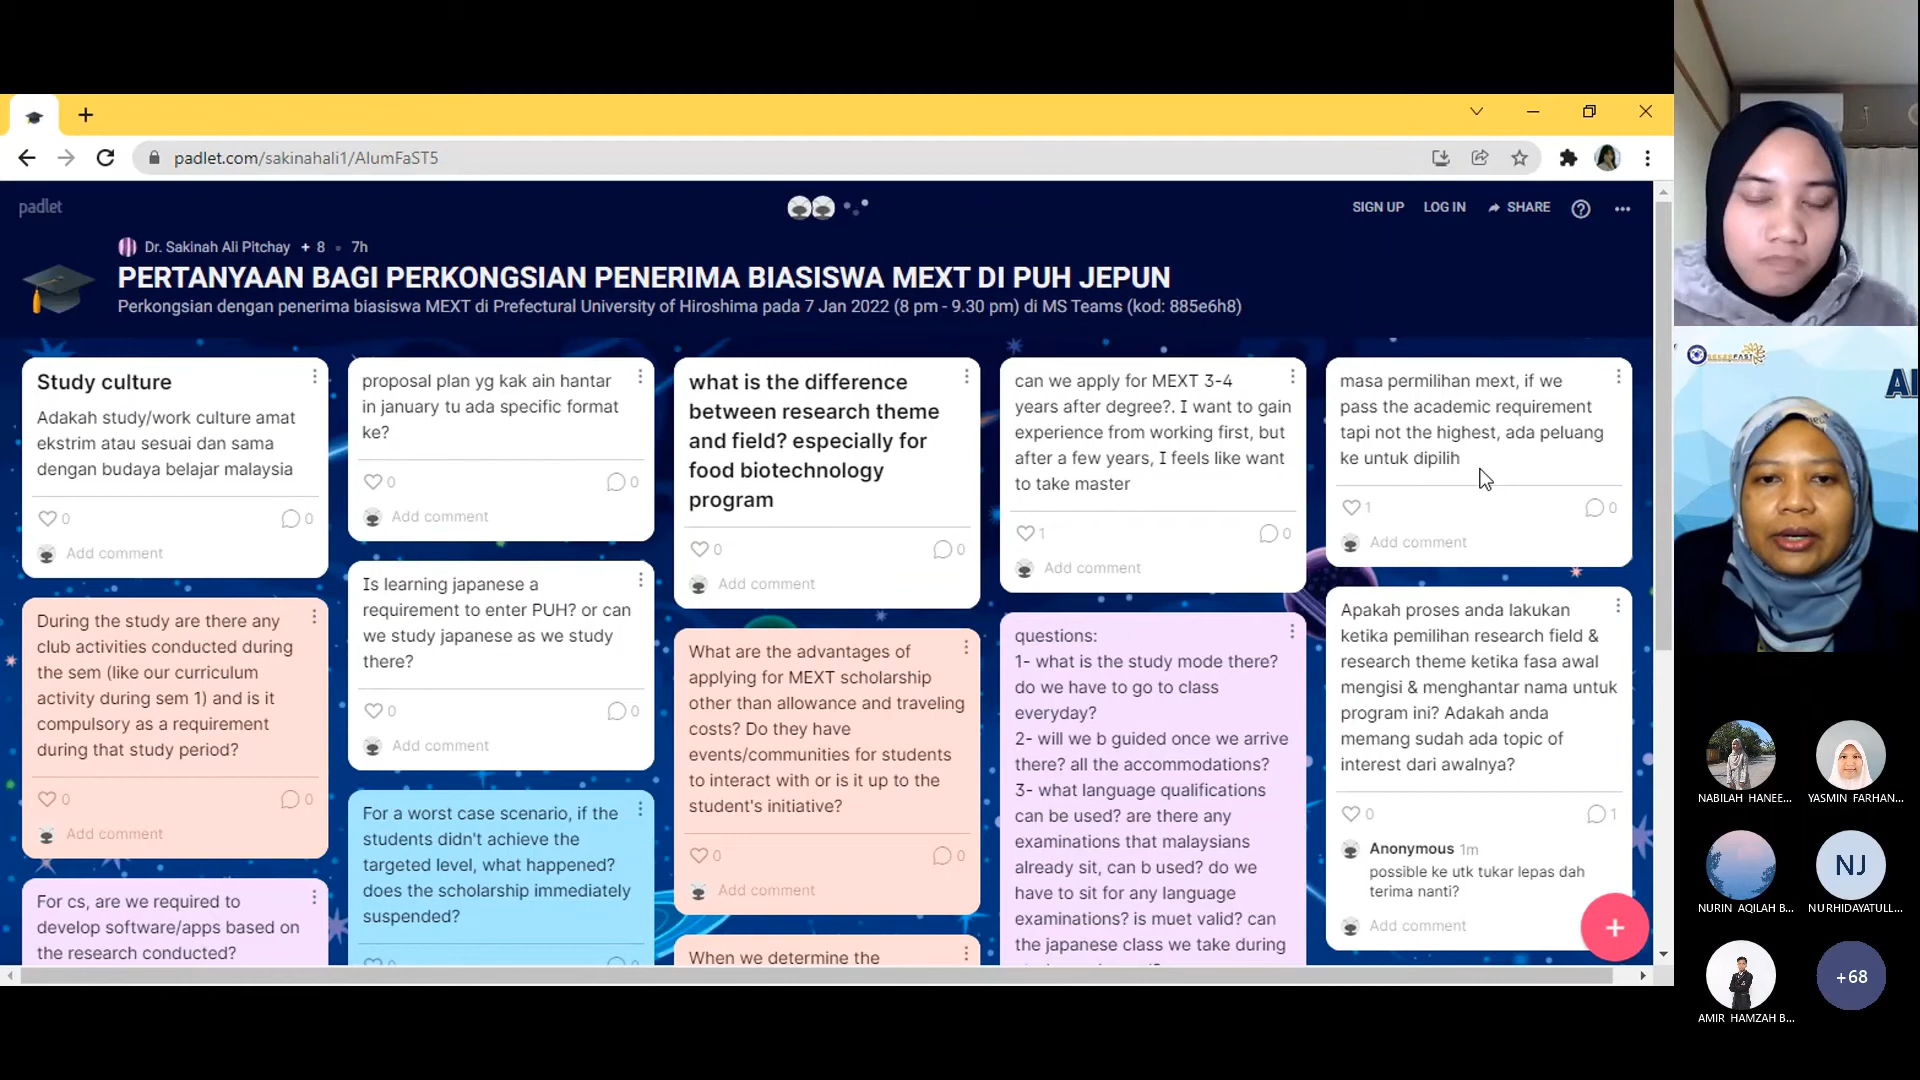 padlet.com/sakinahali1/AlumFaST5
padlet
SIGN UP LOG IN SHARE
Dr. Sakinah Ali Pitchay + 8 • 7h
PERTANYAAN BAGI PERKONGSIAN PENERIMA BIASISWA MEXT DI PUH JEPUN
Perkongsian dengan penerima biasiswa MEXT di Prefectural University of Hiroshima pada 7 Jan 2022 (8 pm - 9.30 pm) di MS Teams (kod: 885e6h8)
Study culture
Adakah study/work culture amat
ekstrim atau sesuai dan sama
dengan budaya belajar malaysia
0 0
Add comment
During the study are there any
club activities conducted during
the sem (like our curriculum
activity during sem 1) and is it
compulsory as a requirement
during that study period?
0 0
Add comment
For cs, are we required to
develop software/apps based on
the research conducted?
proposal plan yg kak ain hantar
in january tu ada specific format
ke?
0 0
Add comment
Is learning japanese a
requirement to enter PUH? or can
we study japanese as we study
there?
0 0
Add comment
For a worst case scenario, if the
students didn't achieve the
targeted level, what happened?
does the scholarship immediately
suspended?
what is the difference
between research theme
and field? especially for
food biotechnology
program
0 0
Add comment
What are the advantages of
applying for MEXT scholarship
other than allowance and traveling
costs? Do they have
events/communities for students
to interact with or is it up to the
student's initiative?
0 0
Add comment
When we determine the
can we apply for MEXT 3-4
years after degree?. I want to gain
experience from working first, but
after a few years, I feels like want
to take master
1 0
Add comment
questions:
1- what is the study mode there?
do we have to go to class
everyday?
2- will we b guided once we arrive
there? all the accommodations?
3- what language qualifications
can be used? are there any
examinations that malaysians
already sit, can b used? do we
have to sit for any language
examinations? is muet valid? can
the japanese class we take during
masa permilihan mext, if we
pass the academic requirement
tapi not the highest, ada peluang
ke untuk dipilih
1 0
Add comment
Apakah proses anda lakukan
ketika pemilihan research field &
research theme ketika fasa awal
mengisi & menghantar nama untuk
program ini? Adakah anda
memang sudah ada topic of
interest dari awalnya?
0 1
Anonymous 1m
possible ke utk tukar lepas dah
terima nanti?
Add comment
NABILAH HANEE... YASMIN FARHAN...
NJ
NURIN AQILAH B... NURHIDAYATULL...
+68
AMIR HAMZAH B...